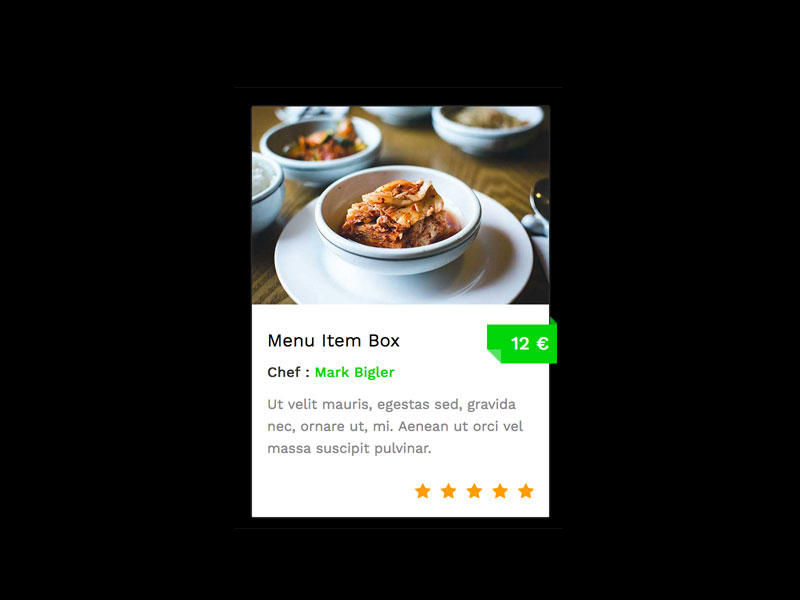 Menu Item Box
12 €
Chef : Mark Bigler
Ut velit mauris, egestas sed, gravida
nec, ornare ut, mi. Aenean ut orci vel
massa suscipit pulvinar.